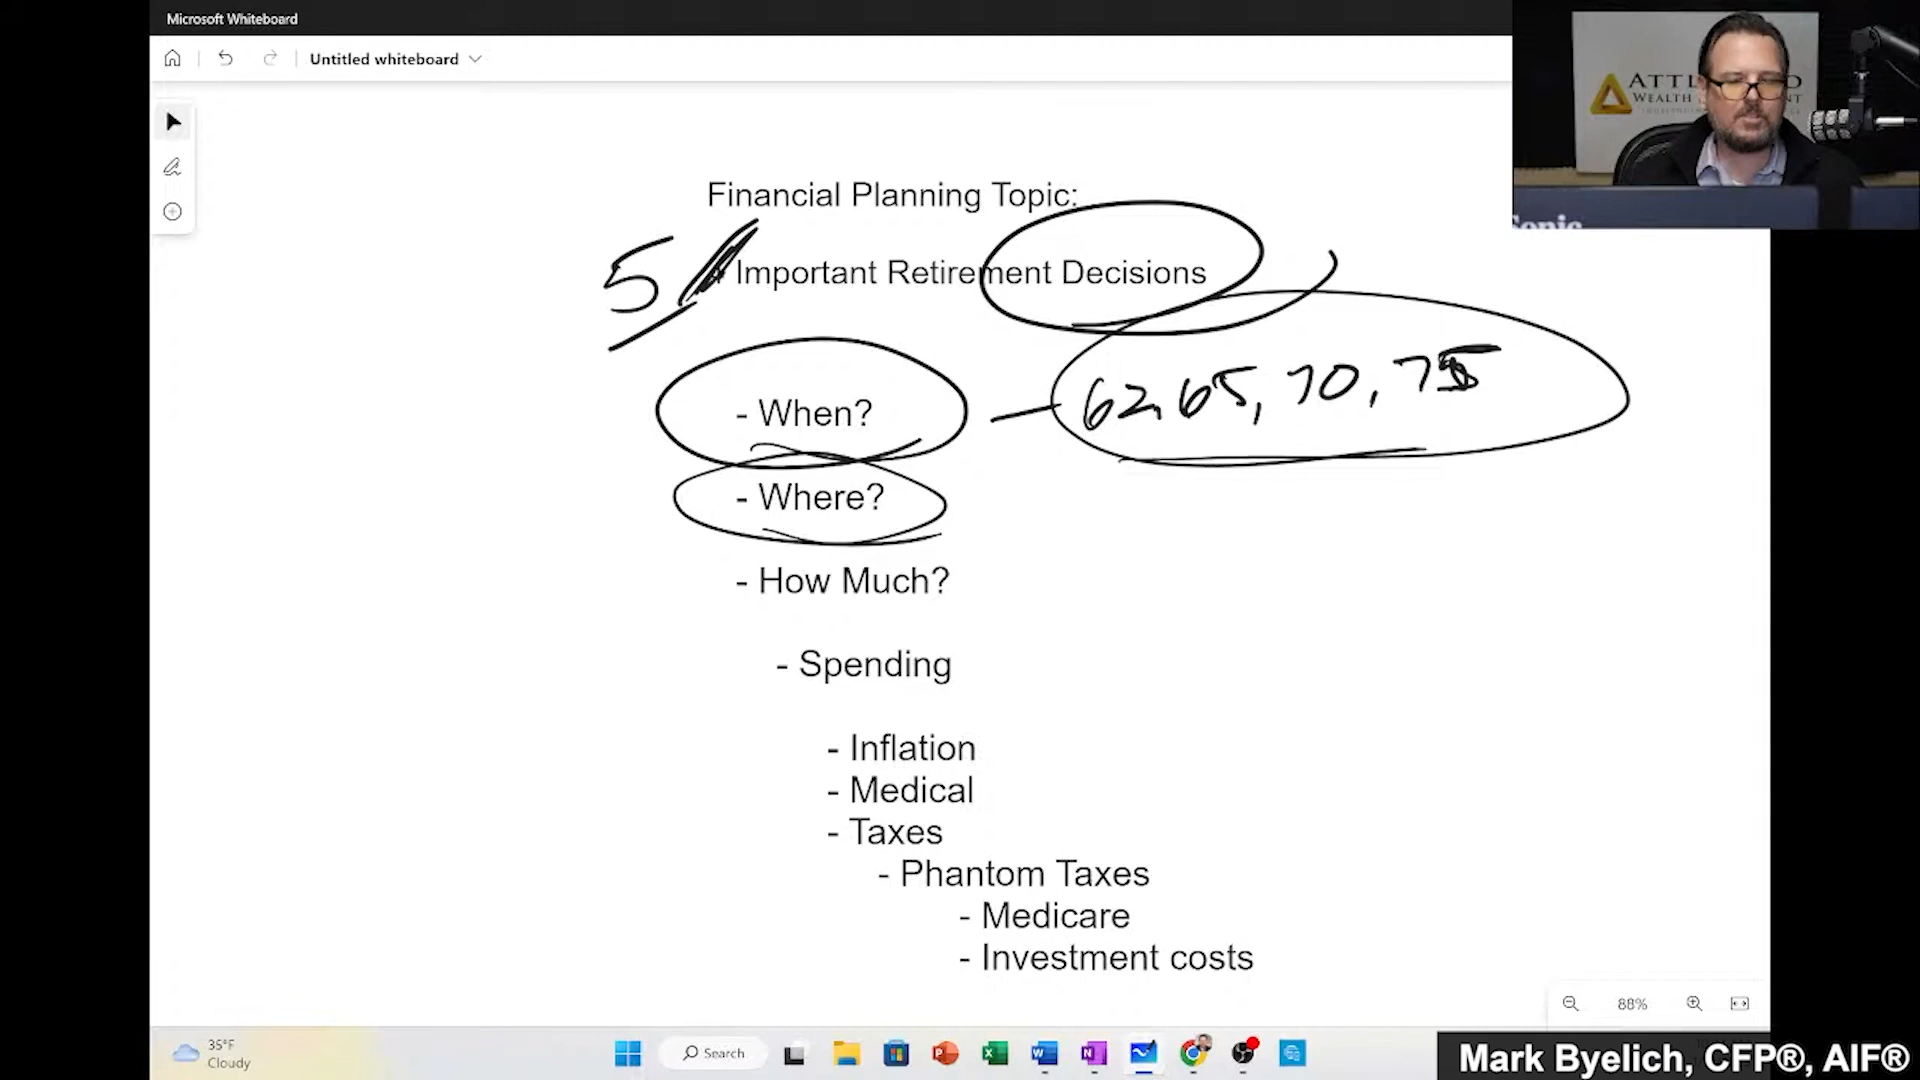 Microsoft Whiteboard
Untitled whiteboard
Financial Planning Topic:
5 Important Retirement Decisions
- When? — 62, 65, 70, 75
- Where?
- How Much?
- Spending
- Inflation
- Medical
- Taxes
- Phantom Taxes
- Medicare
- Investment costs
88%
35°F
Cloudy
Search
Mark Byelich, CFP®, AIF®